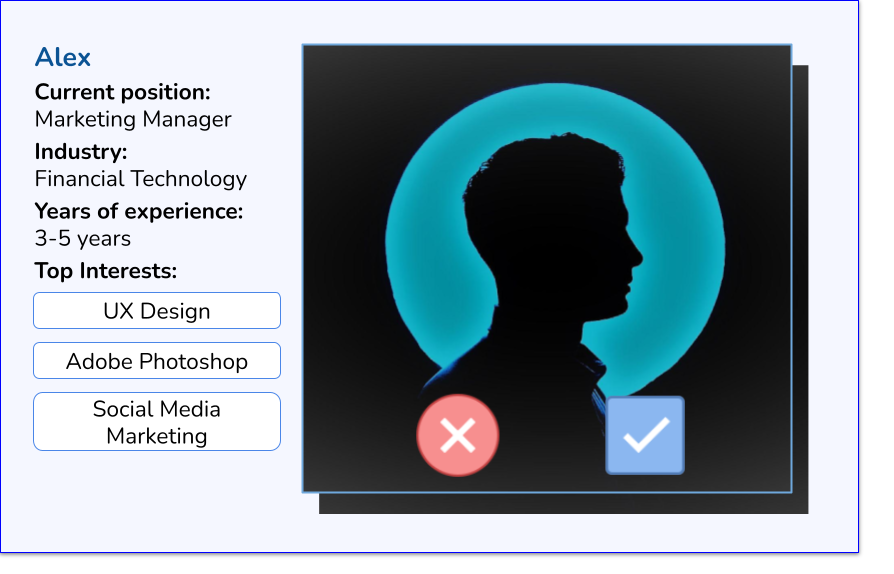 Alex
Current position:
Marketing Manager
Industry:
Financial Technology
Years of experience:
3-5 years
Top Interests:
UX Design
Adobe Photoshop
Social Media
Marketing